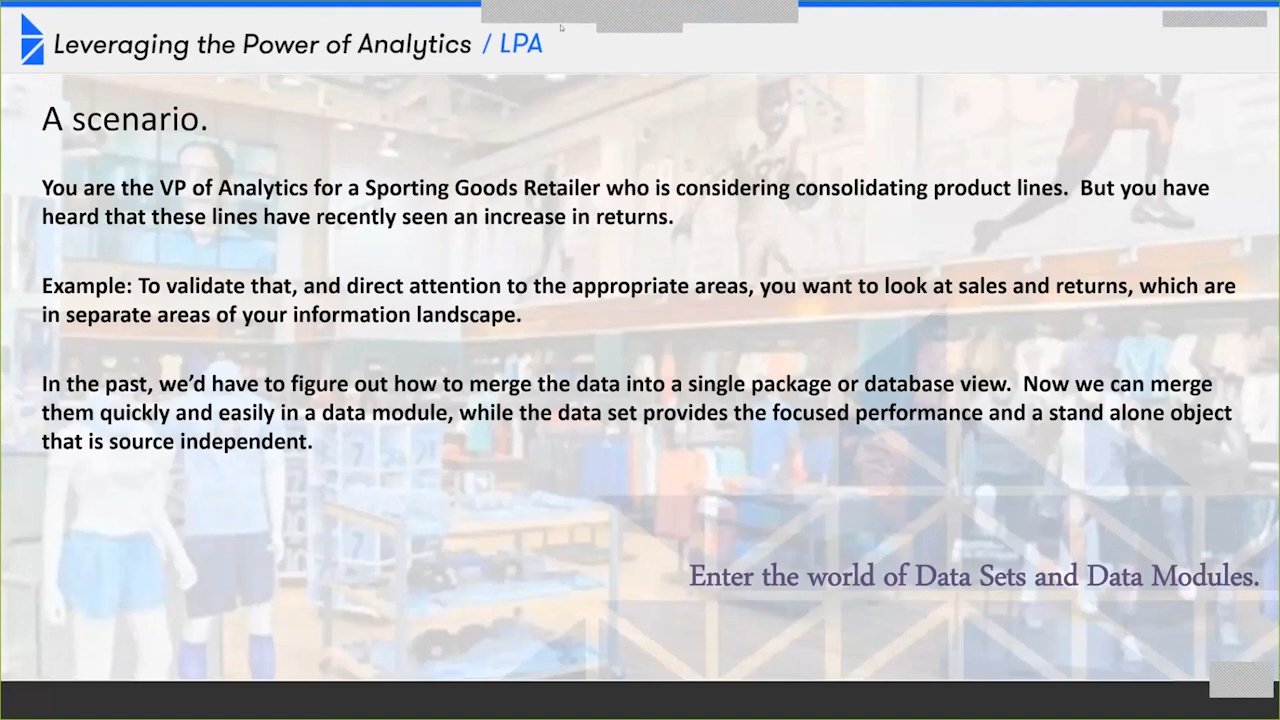 Leveraging the Power of Analytics / LPA
A scenario.
You are the VP of Analytics for a Sporting Goods Retailer who is considering consolidating product lines.  But you have
heard that these lines have recently seen an increase in returns.
Example: To validate that, and direct attention to the appropriate areas, you want to look at sales and returns, which are
in separate areas of your information landscape.
In the past, we’d have to figure out how to merge the data into a single package or database view.  Now we can merge
them quickly and easily in a data module, while the data set provides the focused performance and a stand alone object
that is source independent.
Enter the world of Data Sets and Data Modules.